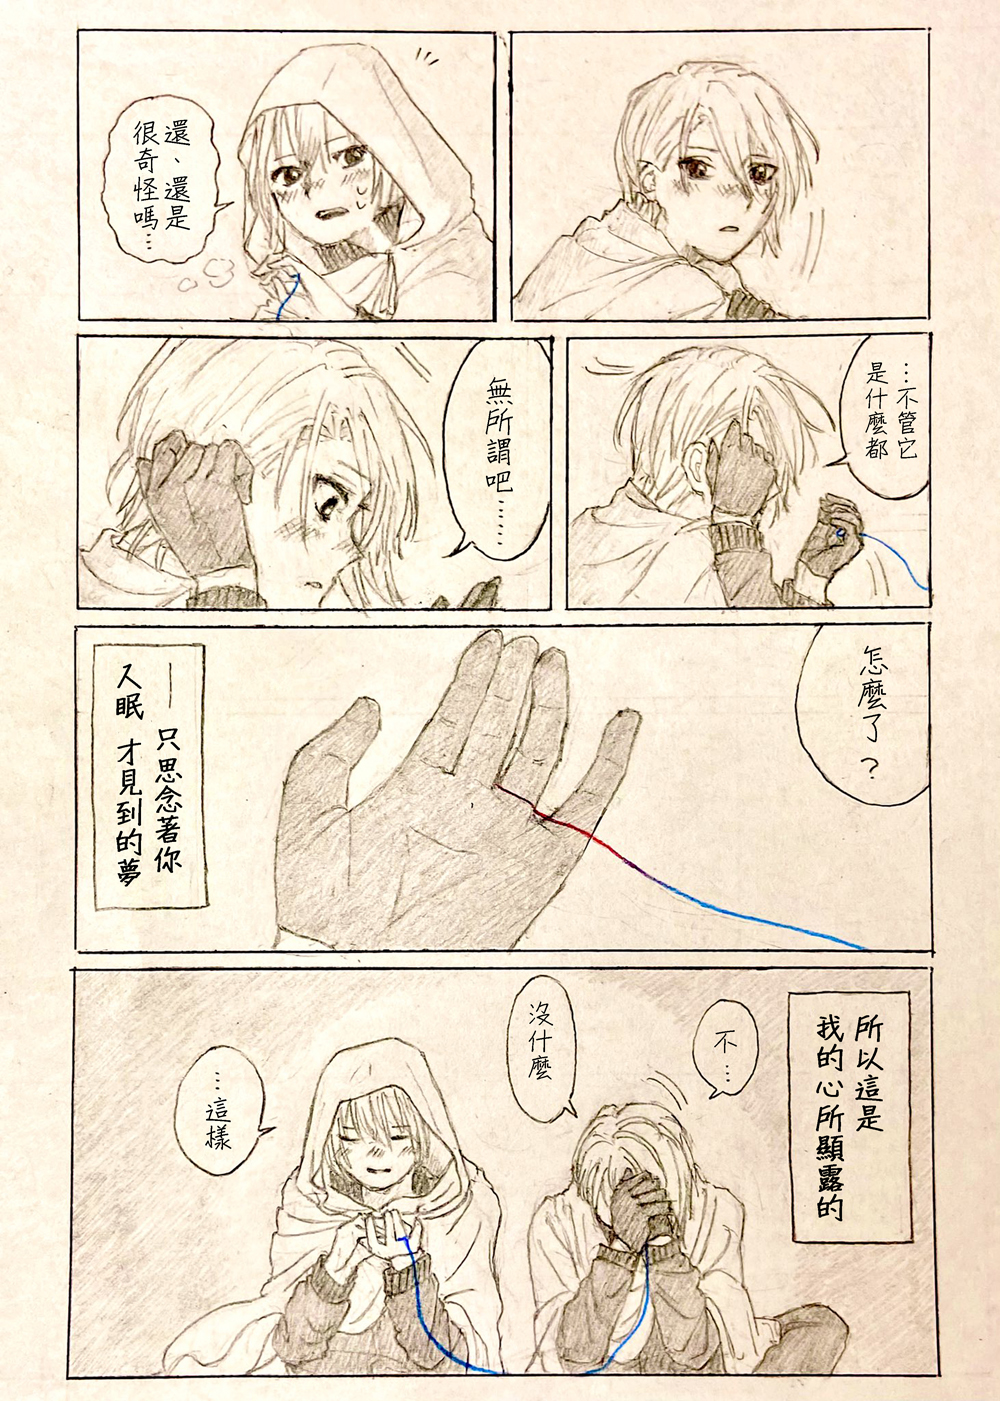 還、還是
很奇怪嗎…
…不管它
是什麼都
無所謂吧……
怎麼了？
——只思念著你
入眠 才見到的夢
所以這是
我的心所顯露的
不…
沒什麼
…這樣